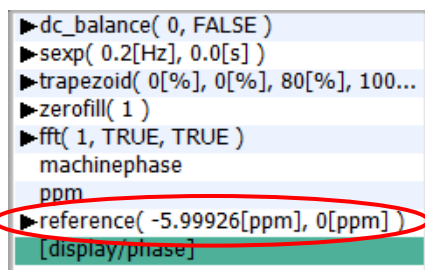 ▶dc_balance( 0, FALSE )
▶sexp( 0.2[Hz], 0.0[s] )
▶trapezoid( 0[%], 0[%], 80[%], 100...
▶zerofill( 1 )
▶fft( 1, TRUE, TRUE )
machinephase
ppm
▶reference( -5.99926[ppm], 0[ppm] )
[display/phase]